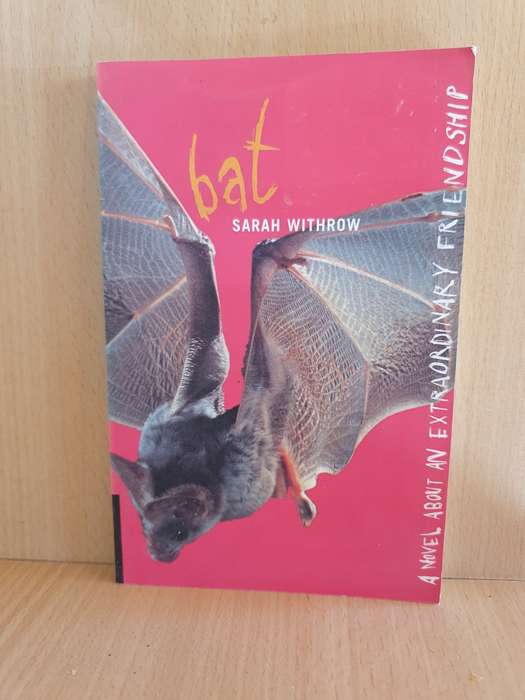 bat
SARAH WITHROW
A NOVEL ABOUT AN EXTRAORDINARY FRIENDSHIP